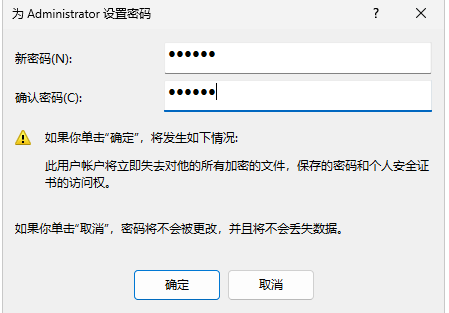 为 Administrator 设置密码
新密码(N):
••••••
确认密码(C):
••••••
如果你单击“确定”，将发生如下情况:
此用户帐户将立即失去对他的所有加密的文件，保存的密码和个人安全证
书的访问权。
如果你单击“取消”，密码将不会被更改，并且将不会丢失数据。
确定
取消